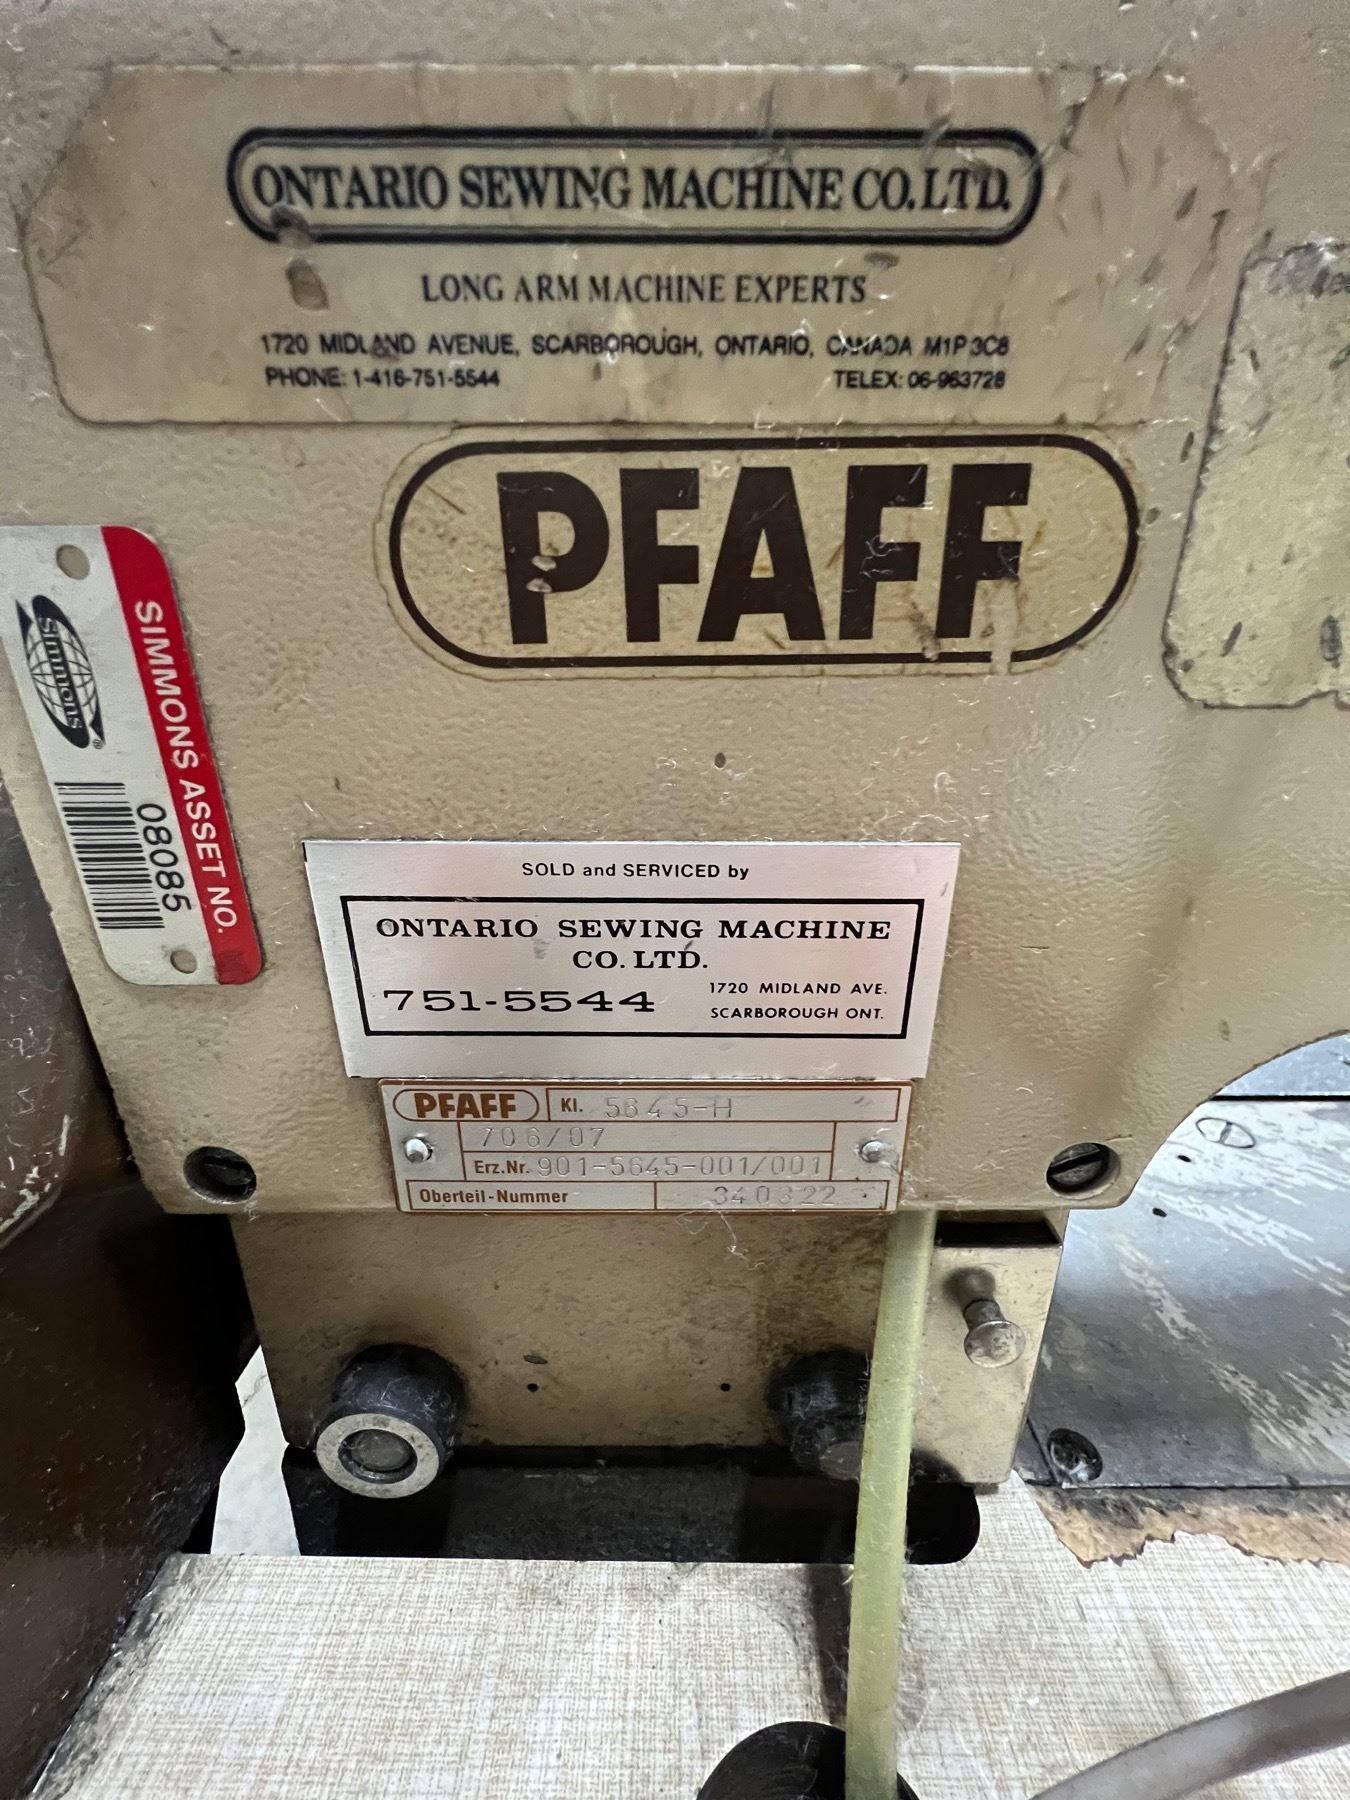 ONTARIO SEWING MACHINE CO. LTD.
LONG ARM MACHINE EXPERTS
1720 MIDLAND AVENUE, SCARBOROUGH, ONTARIO, CANADA M1P 3C8
PHONE: 1-416-751-5544 TELEX: 06-963728
PFAFF
simmons®
SIMMONS ASSET NO.
08085
SOLD and SERVICED by
ONTARIO SEWING MACHINE
CO. LTD.
751-5544
1720 MIDLAND AVE.
SCARBOROUGH ONT.
PFAFF Kl. 5645-H
706/07
Erz.Nr. 901-5645-001/001
Oberteil-Nummer 340322